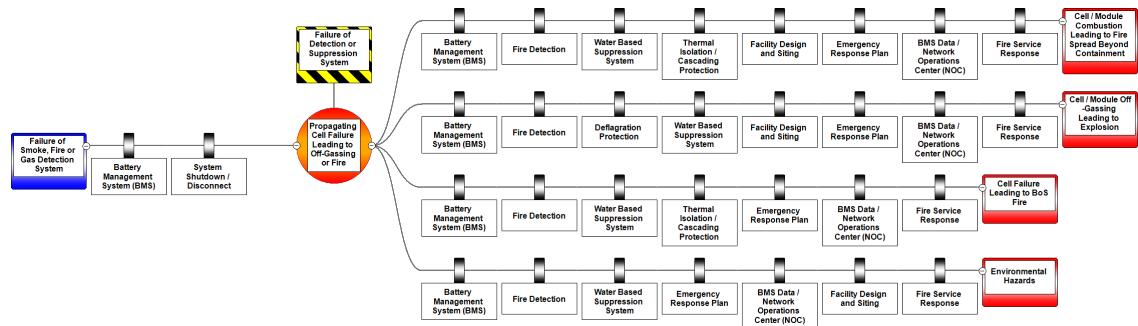 Failure of
Smoke, Fire or
Gas Detection
System
Battery
Management
System (BMS)
System
Shutdown /
Disconnect
Failure of
Detection or
Suppression
System
Propagating
Cell Failure
Leading to
Off-Gassing
or Fire
Battery
Management
System (BMS)
Fire Detection
Water Based
Suppression
System
Thermal
Isolation /
Cascading
Protection
Facility Design
and Siting
Emergency
Response Plan
BMS Data /
Network
Operations
Center (NOC)
Fire Service
Response
Cell / Module
Combustion
Leading to Fire
Spread Beyond
Containment
Battery
Management
System (BMS)
Fire Detection
Deflagration
Protection
Water Based
Suppression
System
Facility Design
and Siting
Emergency
Response Plan
BMS Data /
Network
Operations
Center (NOC)
Fire Service
Response
Cell / Module Off
-Gassing
Leading to
Explosion
Battery
Management
System (BMS)
Fire Detection
Water Based
Suppression
System
Thermal
Isolation /
Cascading
Protection
Emergency
Response Plan
BMS Data /
Network
Operations
Center (NOC)
Fire Service
Response
Cell Failure
Leading to BoS
Fire
Battery
Management
System (BMS)
Fire Detection
Water Based
Suppression
System
Emergency
Response Plan
BMS Data /
Network
Operations
Center (NOC)
Facility Design
and Siting
Fire Service
Response
Environmental
Hazards